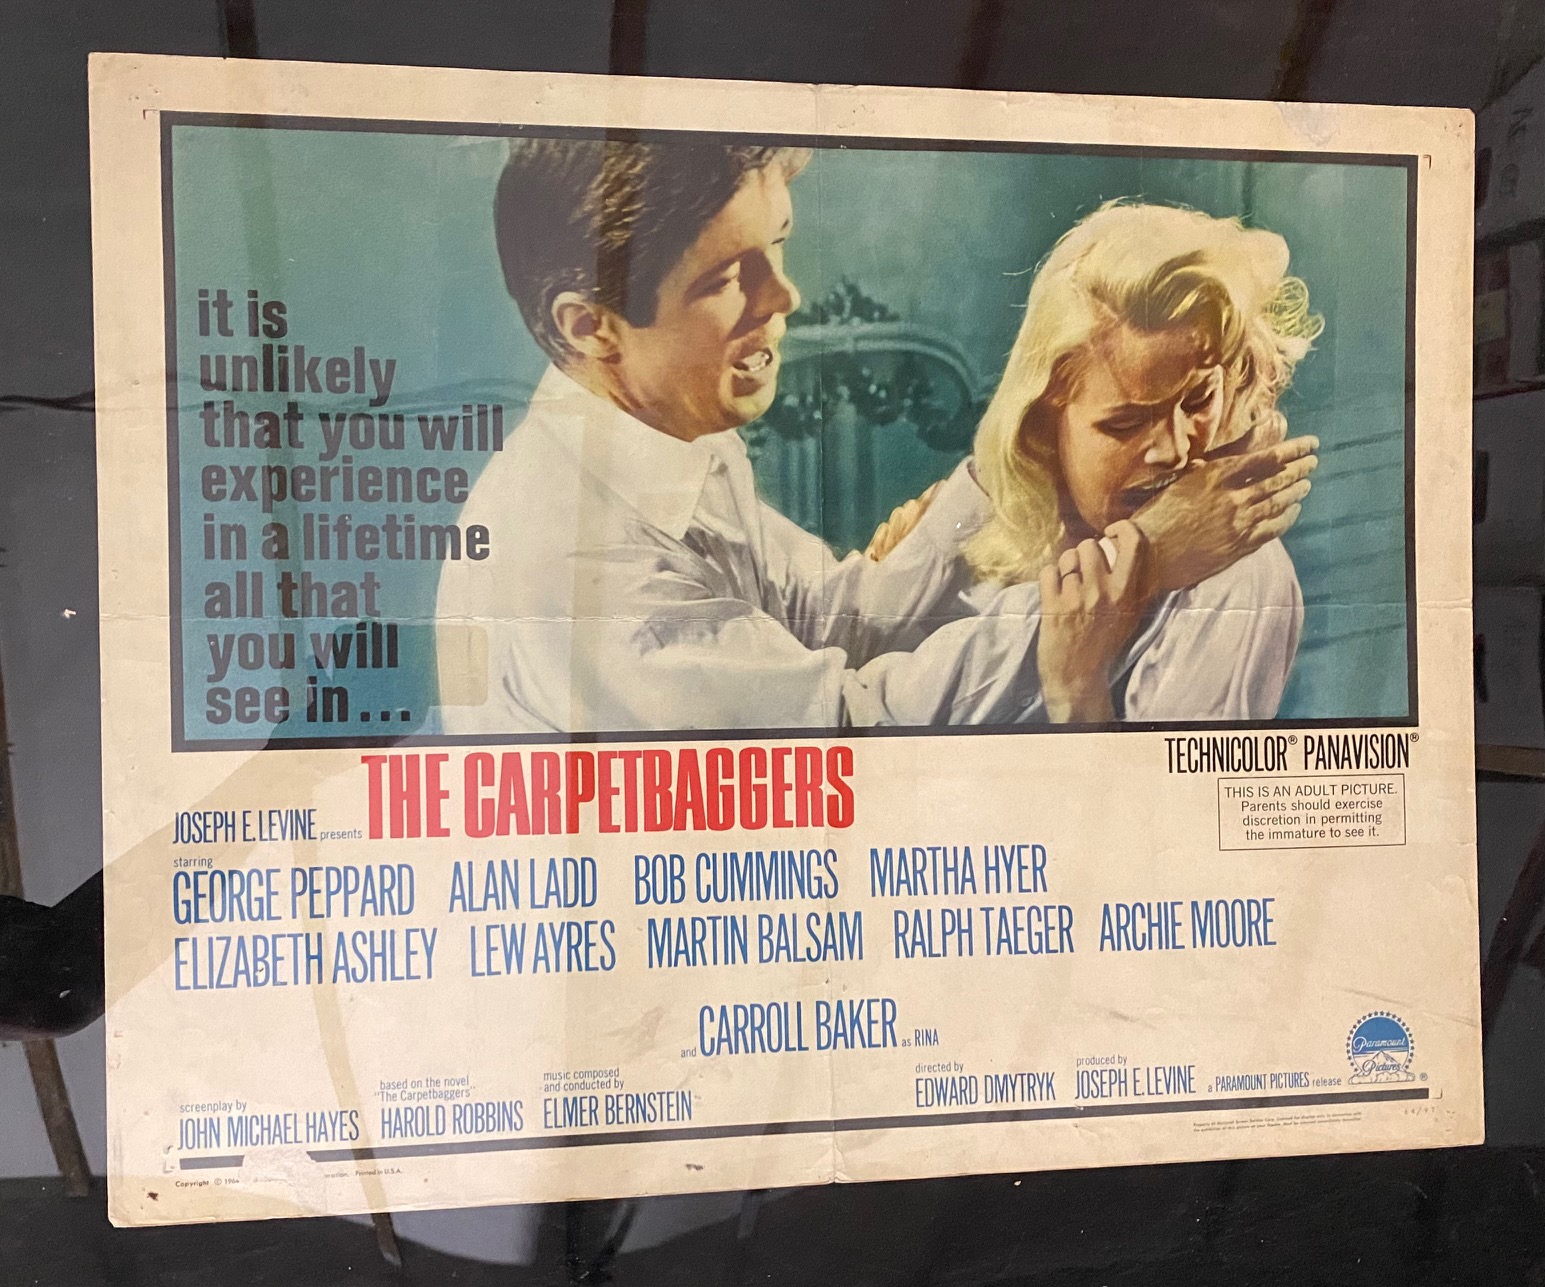 it is
unlikely
that you will
experience
in a lifetime
all that
you will
see in...
TECHNICOLOR® PANAVISION®
THIS IS AN ADULT PICTURE.
Parents should exercise
discretion in permitting
the immature to see it.
JOSEPH E. LEVINE presents THE CARPETBAGGERS
starring
GEORGE PEPPARD ALAN LADD BOB CUMMINGS MARTHA HYER
ELIZABETH ASHLEY LEW AYRES MARTIN BALSAM RALPH TAEGER ARCHIE MOORE
and CARROLL BAKER as RINA
screenplay by
JOHN MICHAEL HAYES
based on the novel
"The Carpetbaggers"
HAROLD ROBBINS
music composed
and conducted by
ELMER BERNSTEIN
directed by
EDWARD DMYTRYK
produced by
JOSEPH E. LEVINE
a PARAMOUNT PICTURES release
Paramount
Pictures
®
64/97
Copyright © 1964
Printed in U.S.A.